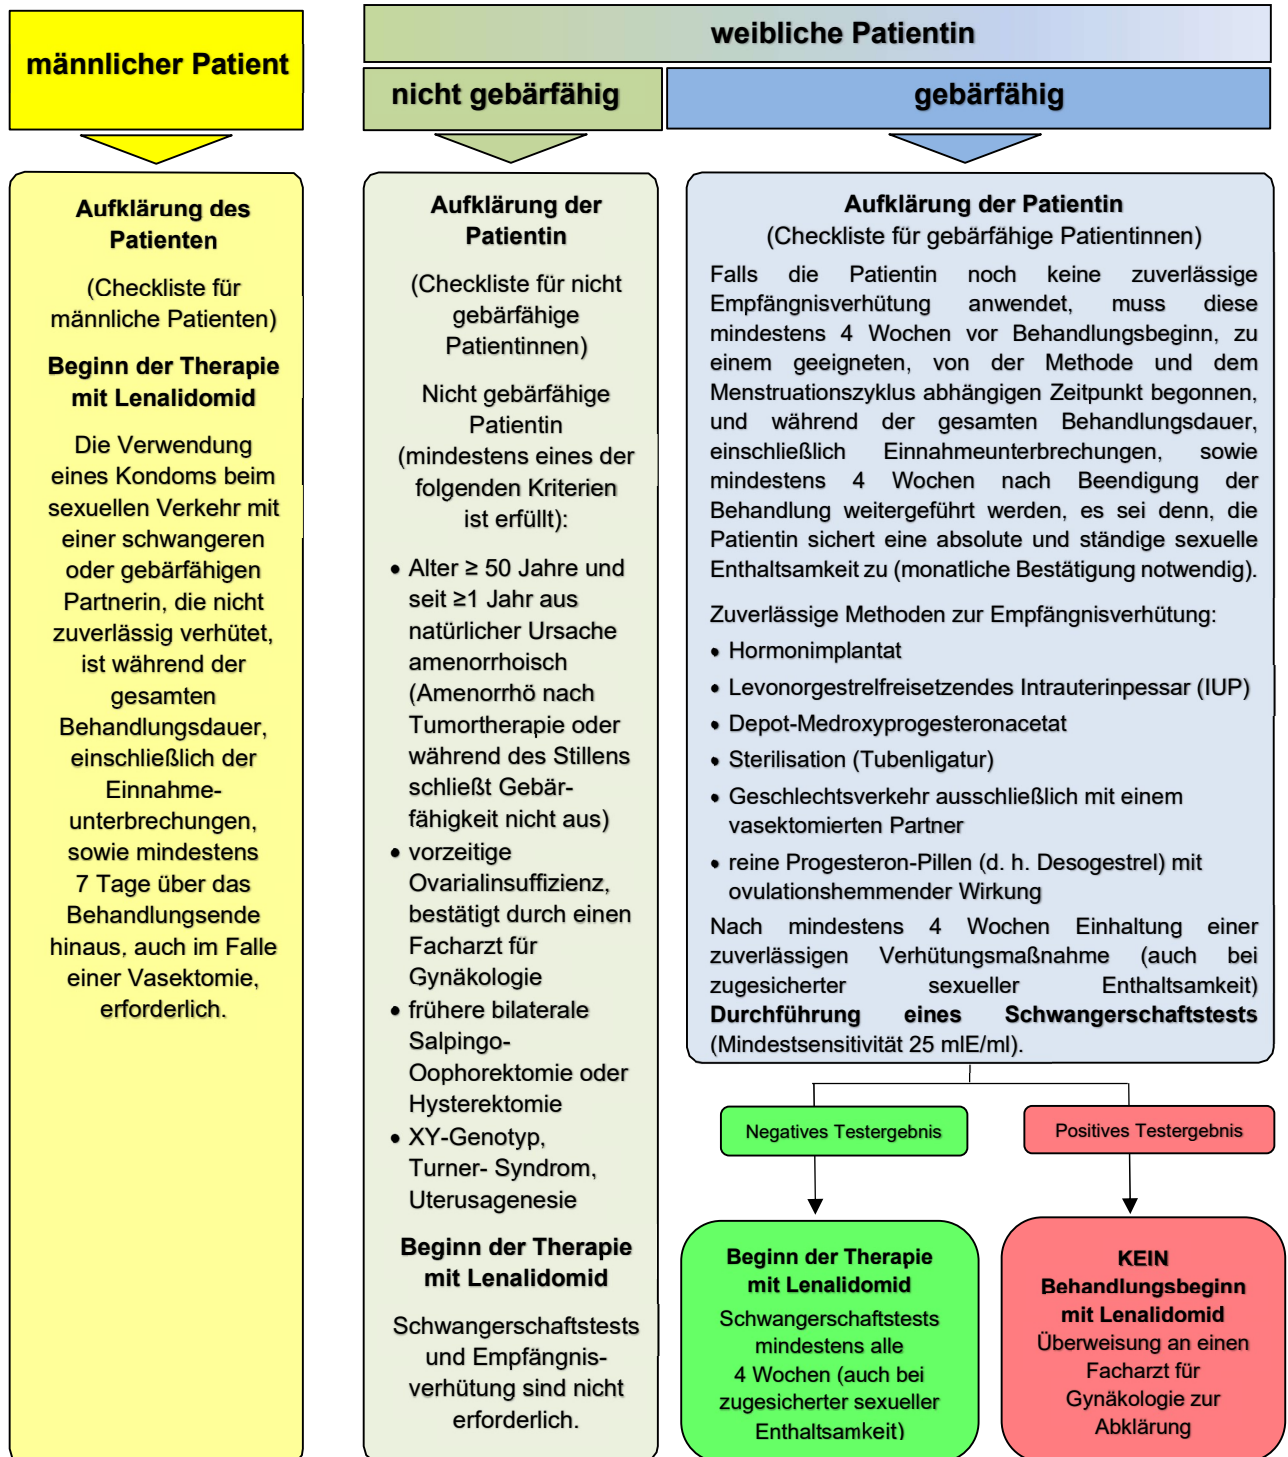 männlicher Patient
weibliche Patientin
nicht gebärfähig
gebärfähig
Aufklärung des
Patienten
(Checkliste für
männliche Patienten)
Beginn der Therapie
mit Lenalidomid
Die Verwendung
eines Kondoms beim
sexuellen Verkehr mit
einer schwangeren
oder gebärfähigen
Partnerin, die nicht
zuverlässig verhütet,
ist während der
gesamten
Behandlungsdauer,
einschließlich der
Einnahme-
unterbrechungen,
sowie mindestens
7 Tage über das
Behandlungsende
hinaus, auch im Falle
einer Vasektomie,
erforderlich.
Aufklärung der
Patientin
(Checkliste für nicht
gebärfähige
Patientinnen)
Nicht gebärfähige
Patientin
(mindestens eines der
folgenden Kriterien
ist erfüllt):
• Alter ≥ 50 Jahre und
seit ≥1 Jahr aus
natürlicher Ursache
amenorrhoisch
(Amenorrhö nach
Tumortherapie oder
während des Stillens
schließt Gebär-
fähigkeit nicht aus)
• vorzeitige
Ovarialinsuffizienz,
bestätigt durch einen
Facharzt für
Gynäkologie
• frühere bilaterale
Salpingo-
Oophorektomie oder
Hysterektomie
• XY-Genotyp,
Turner- Syndrom,
Uterusagenesie
Beginn der Therapie
mit Lenalidomid
Schwangerschaftstests
und Empfängnis-
verhütung sind nicht
erforderlich.
Aufklärung der Patientin
(Checkliste für gebärfähige Patientinnen)
Falls die Patientin noch keine zuverlässige
Empfängnisverhütung anwendet, muss diese
mindestens 4 Wochen vor Behandlungsbeginn, zu
einem geeigneten, von der Methode und dem
Menstruationszyklus abhängigen Zeitpunkt begonnen,
und während der gesamten Behandlungsdauer,
einschließlich Einnahmeunterbrechungen, sowie
mindestens 4 Wochen nach Beendigung der
Behandlung weitergeführt werden, es sei denn, die
Patientin sichert eine absolute und ständige sexuelle
Enthaltsamkeit zu (monatliche Bestätigung notwendig).
Zuverlässige Methoden zur Empfängnisverhütung:
• Hormonimplantat
• Levonorgestrelfreisetzendes Intrauterinpessar (IUP)
• Depot-Medroxyprogesteronacetat
• Sterilisation (Tubenligatur)
• Geschlechtsverkehr ausschließlich mit einem
vasektomierten Partner
• reine Progesteron-Pillen (d. h. Desogestrel) mit
ovulationshemmender Wirkung
Nach mindestens 4 Wochen Einhaltung einer
zuverlässigen Verhütungsmaßnahme (auch bei
zugesicherter sexueller Enthaltsamkeit)
Durchführung eines Schwangerschaftstests
(Mindestsensitivität 25 mIE/ml).
Negatives Testergebnis
Positives Testergebnis
Beginn der Therapie
mit Lenalidomid
Schwangerschaftstests
mindestens alle
4 Wochen (auch bei
zugesicherter sexueller
Enthaltsamkeit)
KEIN
Behandlungsbeginn
mit Lenalidomid
Überweisung an einen
Facharzt für
Gynäkologie zur
Abklärung